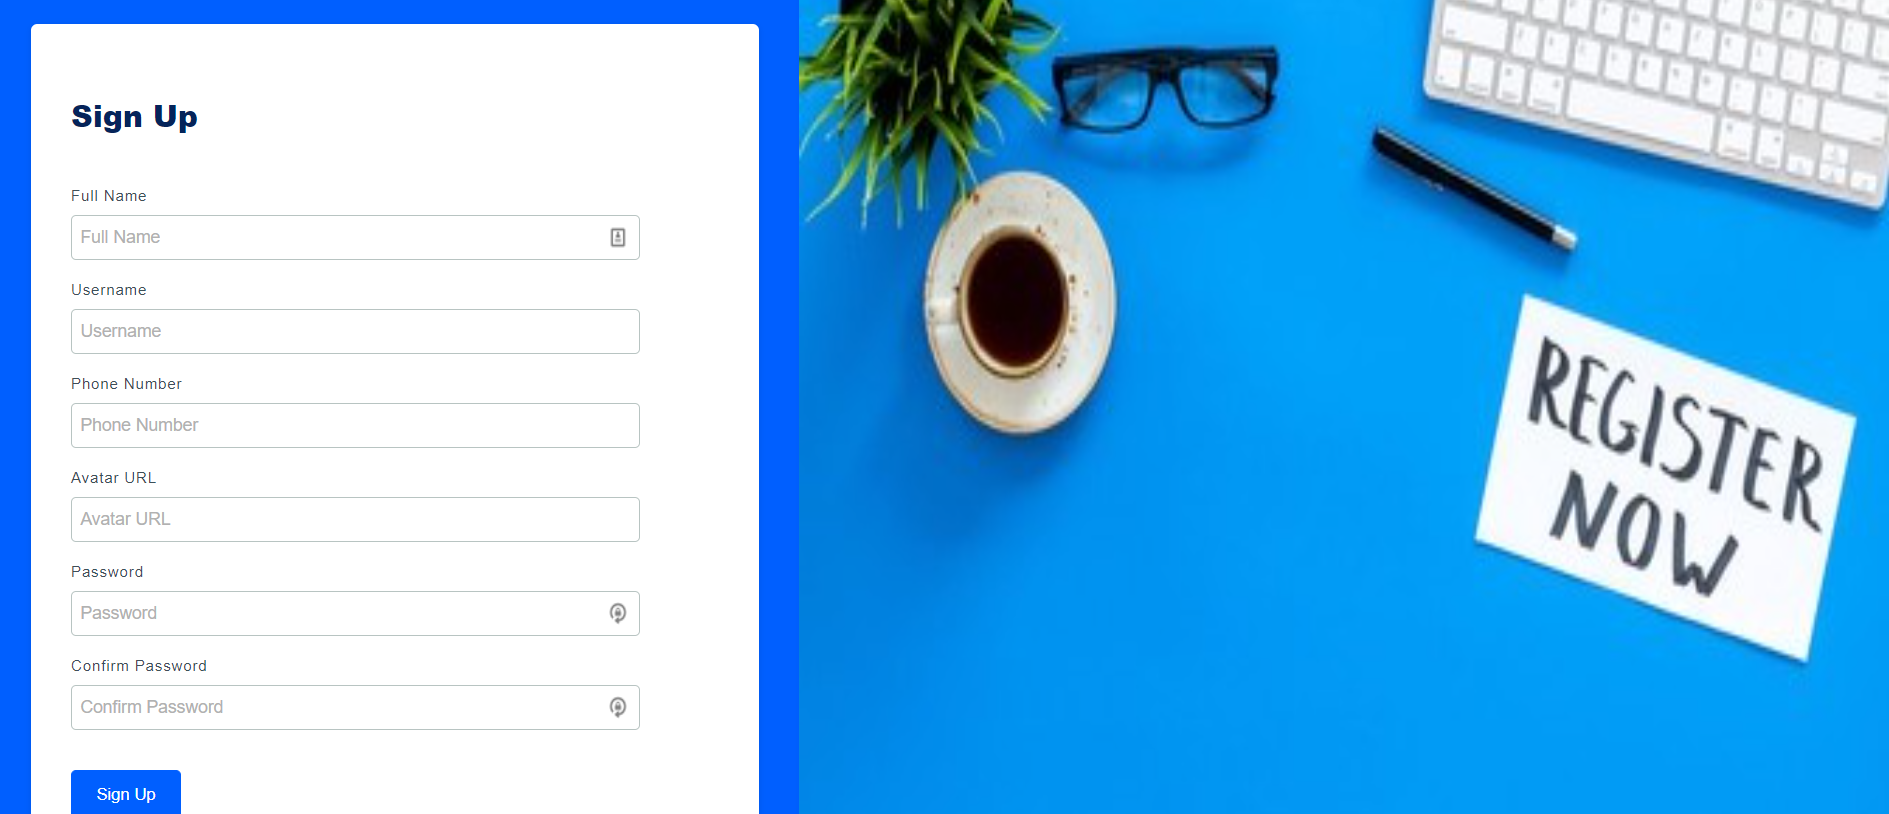 Sign Up
Full Name
Full Name
Username
Username
Phone Number
Phone Number
Avatar URL
Avatar URL
Password
Password
Confirm Password
Confirm Password
Sign Up
REGISTER
NOW